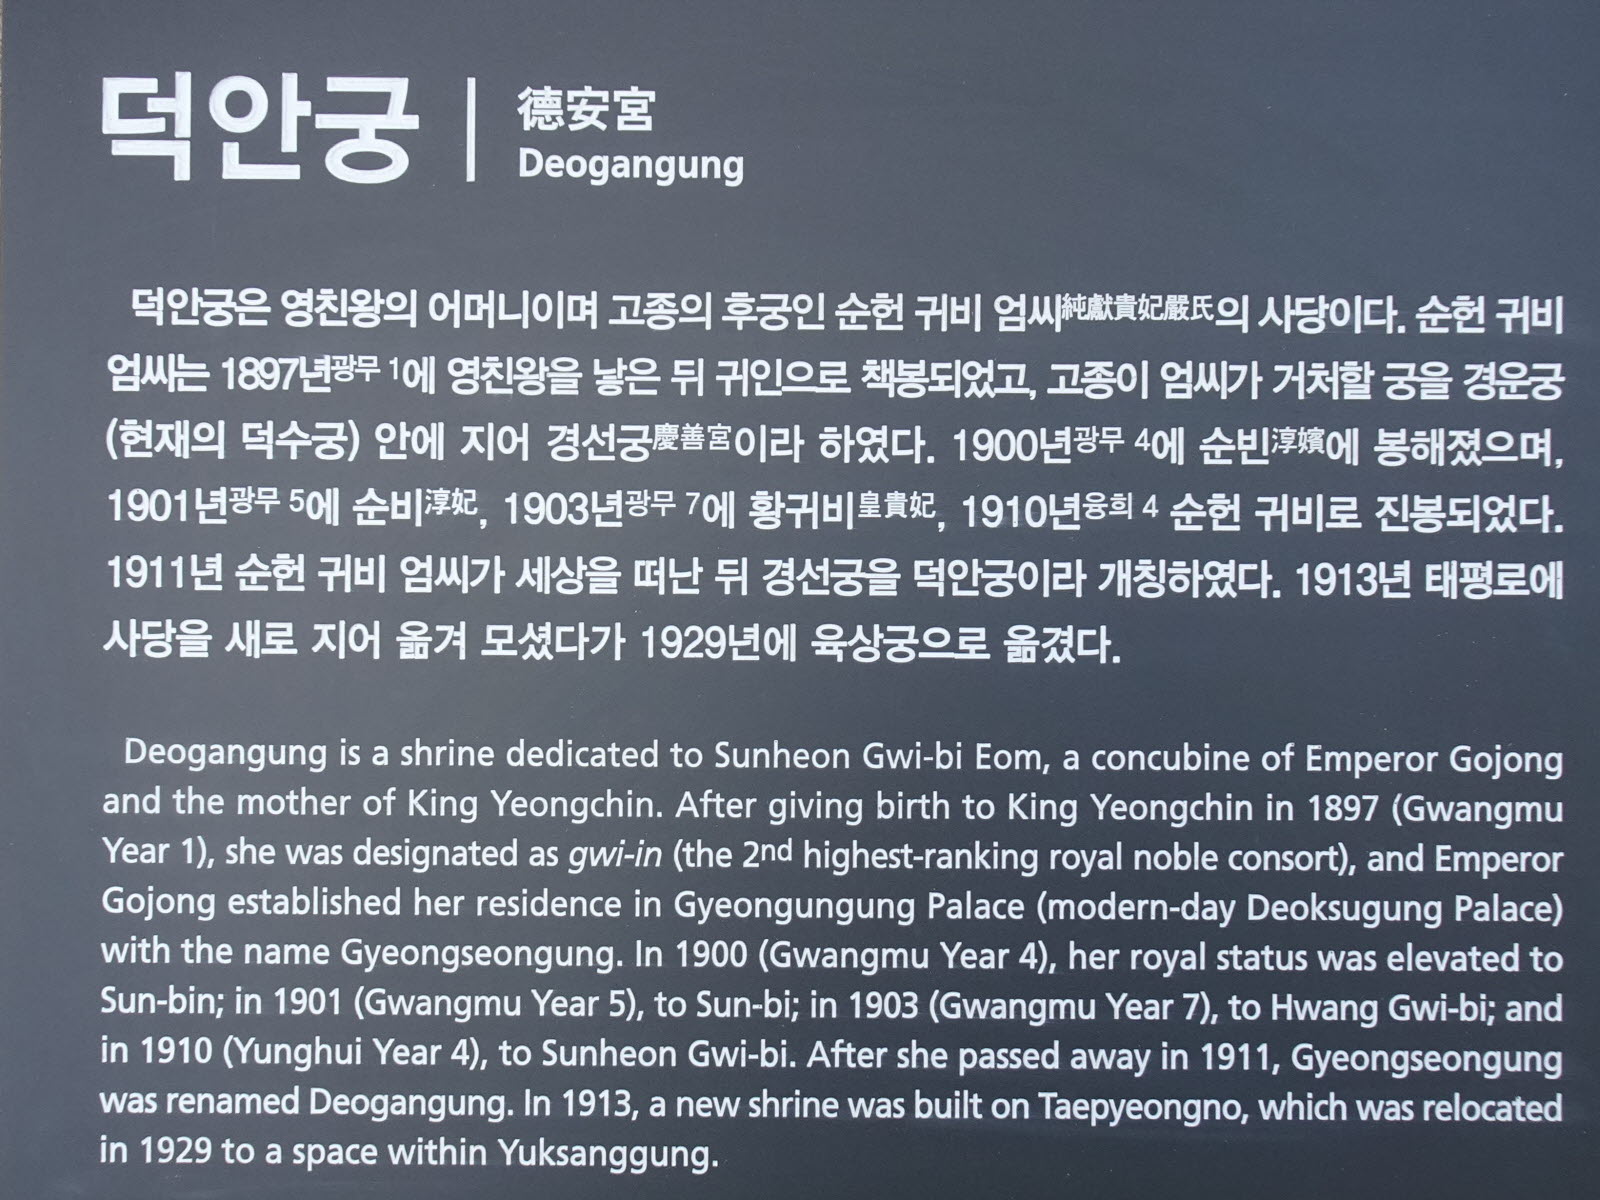 덕안궁
德安宮
Deogangung
덕안궁은 영친왕의 어머니이며 고종의 후궁인 순헌 귀비 엄씨純獻貴妃嚴氏의 사당이다. 순헌 귀비
엄씨는 1897년광무 1에 영친왕을 낳은 뒤 귀인으로 책봉되었고, 고종이 엄씨가 거처할 궁을 경운궁
(현재의 덕수궁) 안에 지어 경선궁慶善宮이라 하였다. 1900년광무 4에 순빈淳嬪에 봉해졌으며,
1901년광무 5에 순비淳妃, 1903년광무 7에 황귀비皇貴妃, 1910년융희 4 순헌 귀비로 진봉되었다.
1911년 순헌 귀비 엄씨가 세상을 떠난 뒤 경선궁을 덕안궁이라 개칭하였다. 1913년 태평로에
사당을 새로 지어 옮겨 모셨다가 1929년에 육상궁으로 옮겼다.
Deogangung is a shrine dedicated to Sunheon Gwi-bi Eom, a concubine of Emperor Gojong
and the mother of King Yeongchin. After giving birth to King Yeongchin in 1897 (Gwangmu
Year 1), she was designated as gwi-in (the 2nd highest-ranking royal noble consort), and Emperor
Gojong established her residence in Gyeongungung Palace (modern-day Deoksugung Palace)
with the name Gyeongseongung. In 1900 (Gwangmu Year 4), her royal status was elevated to
Sun-bin; in 1901 (Gwangmu Year 5), to Sun-bi; in 1903 (Gwangmu Year 7), to Hwang Gwi-bi; and
in 1910 (Yunghui Year 4), to Sunheon Gwi-bi. After she passed away in 1911, Gyeongseongung
was renamed Deogangung. In 1913, a new shrine was built on Taepyeongno, which was relocated
in 1929 to a space within Yuksanggung.